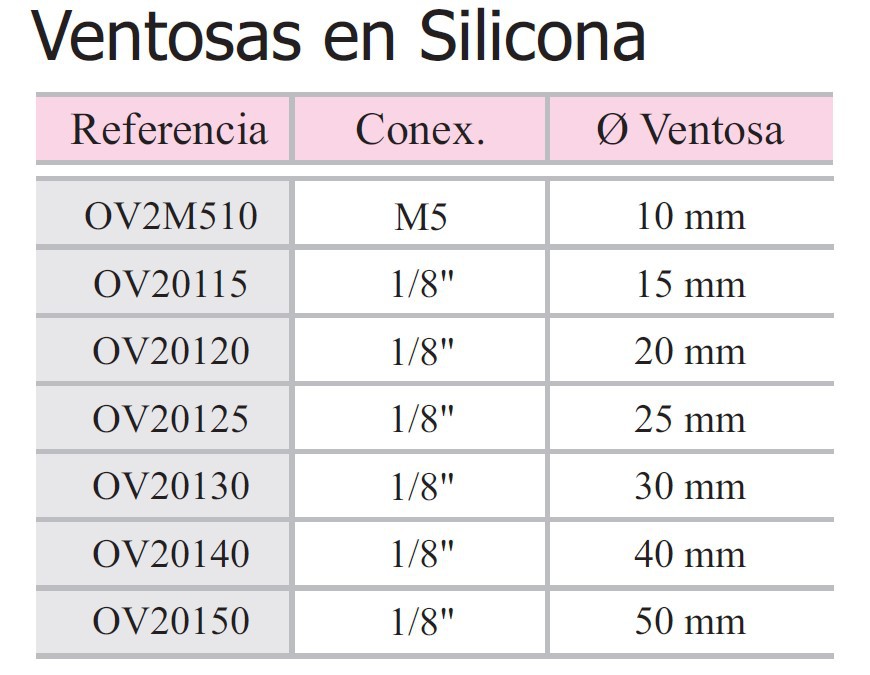 Ventosas en Silicona
Referencia Conex. Ø Ventosa
OV2M510 M5 10 mm
OV20115 1/8" 15 mm
OV20120 1/8" 20 mm
OV20125 1/8" 25 mm
OV20130 1/8" 30 mm
OV20140 1/8" 40 mm
OV20150 1/8" 50 mm